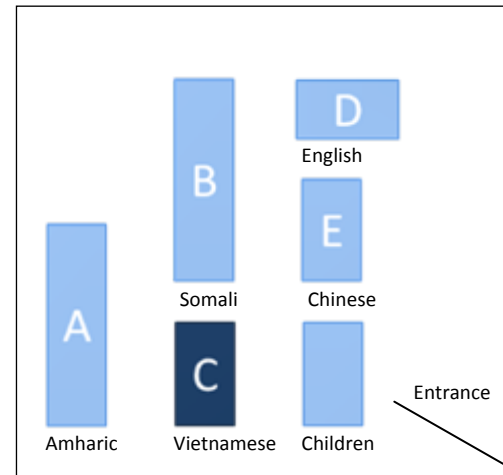 D
English
B
E
Somali
Chinese
A
C
Entrance
Amharic
Vietnamese
Children